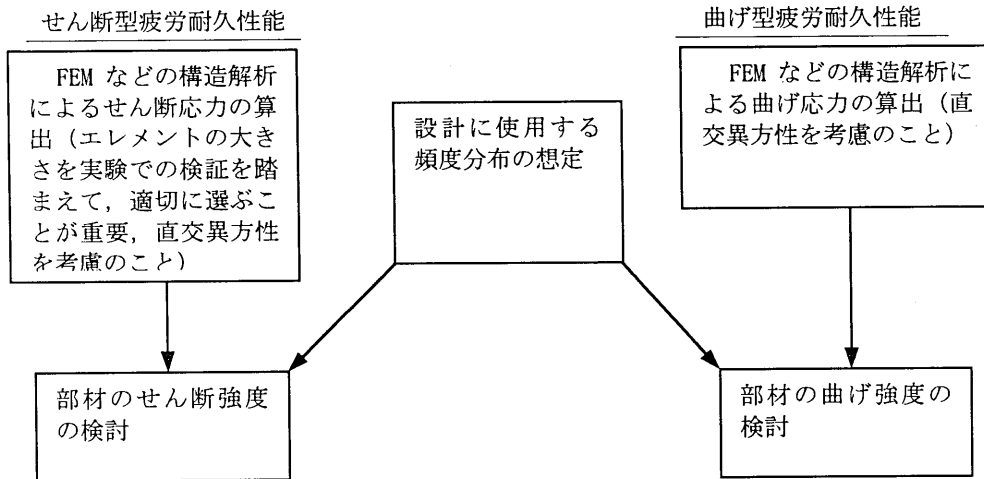 せん断型疲労耐久性能
FEM などの構造解析
によるせん断応力の算
出（エレメントの大き
さを実験での検証を踏
まえて，適切に選ぶこ
とが重要，直交異方性
を考慮のこと）
設計に使用する
頻度分布の想定
曲げ型疲労耐久性能
FEM などの構造解析に
よる曲げ応力の算出（直
交異方性を考慮のこと）
部材のせん断強度
の検討
部材の曲げ強度の
検討